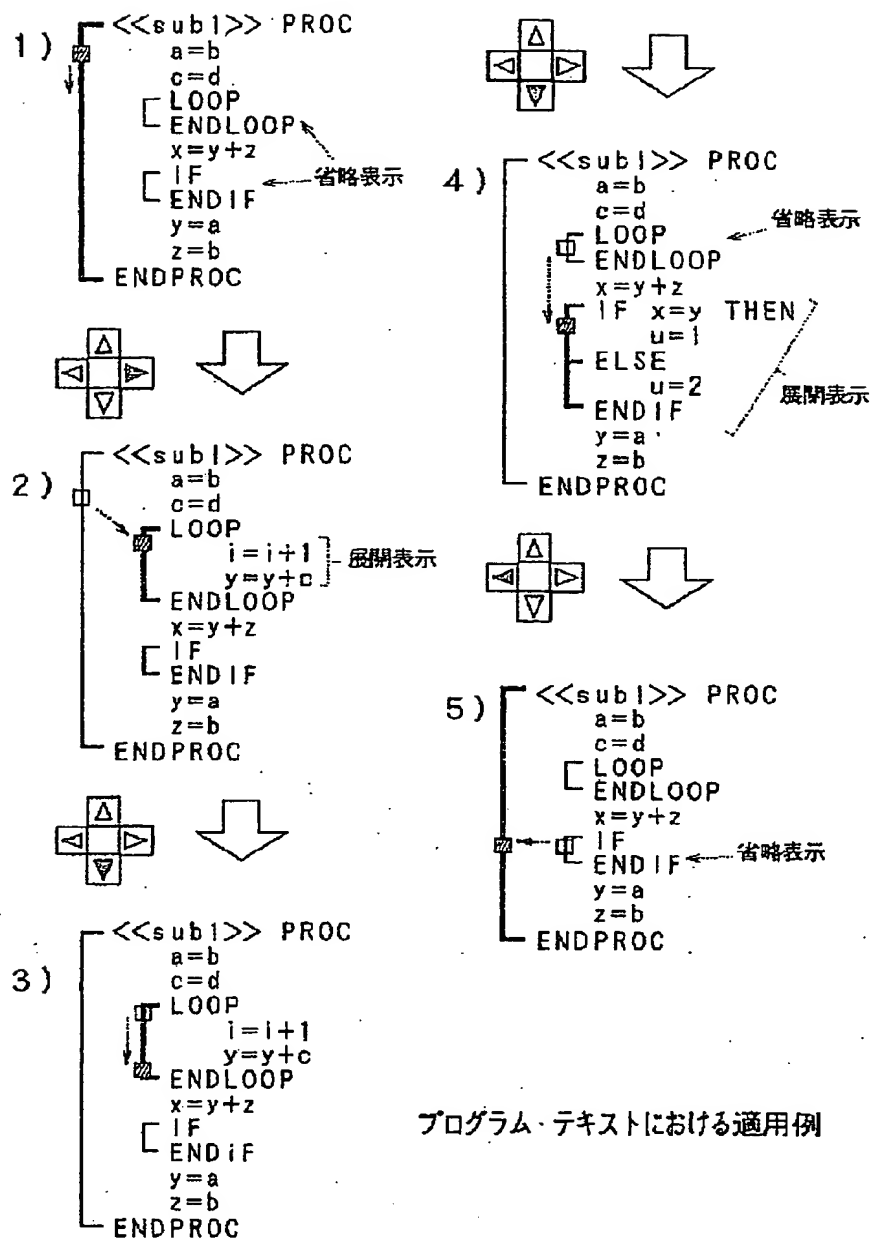 1)
<<sub1>> PROC
a=b
c=d
LOOP
ENDLOOP
省略表示
x=y+z
IF
ENDIF
y=a
z=b
ENDPROC
2)
<<sub1>> PROC
a=b
c=d
LOOP
i=i+1
y=y+c
展開表示
ENDLOOP
x=y+z
IF
ENDIF
y=a
z=b
ENDPROC
3)
<<sub1>> PROC
a=b
c=d
LOOP
i=i+1
y=y+c
ENDLOOP
x=y+z
IF
ENDiF
y=a
z=b
ENDPROC
4)
<<sub1>> PROC
a=b
c=d
LOOP
省略表示
ENDLOOP
x=y+z
IF x=y THEN
u=1
ELSE
u=2
展開表示
ENDIF
y=a
z=b
ENDPROC
5)
<<sub1>> PROC
a=b
c=d
LOOP
ENDLOOP
x=y+z
IF
ENDIF
省略表示
y=a
z=b
ENDPROC
プログラム・テキストにおける適用例